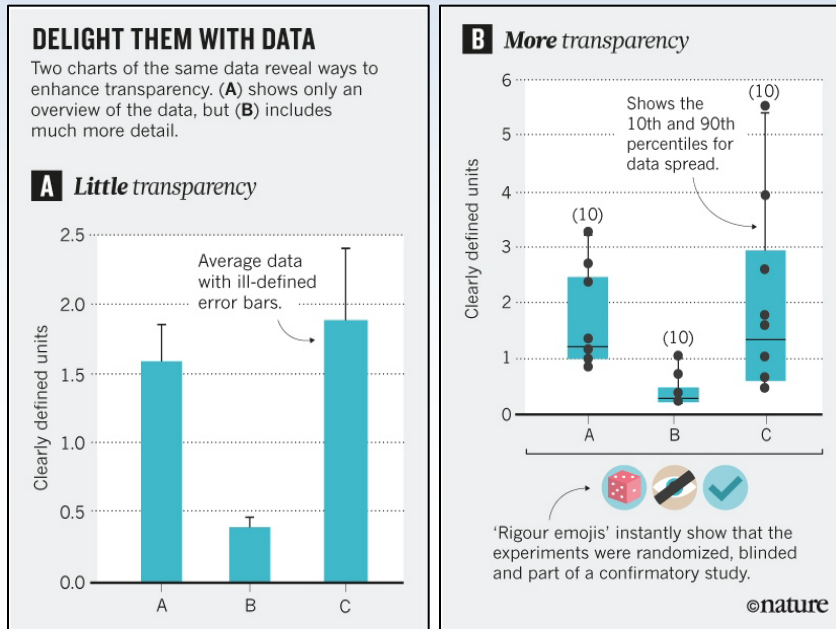 DELIGHT THEM WITH DATA
Two charts of the same data reveal ways to
enhance transparency. (A) shows only an
overview of the data, but (B) includes
much more detail.
A Little transparency
2.5
2.0
1.5
1.0
0.5
0.0
Clearly defined units
Average data
with ill-defined
error bars.
A B C
B More transparency
6
5
4
3
2
1
0
Clearly defined units
(10)
(10)
(10)
Shows the
10th and 90th
percentiles for
data spread.
A B C
‘Rigour emojis’ instantly show that the
experiments were randomized, blinded
and part of a confirmatory study.
©nature